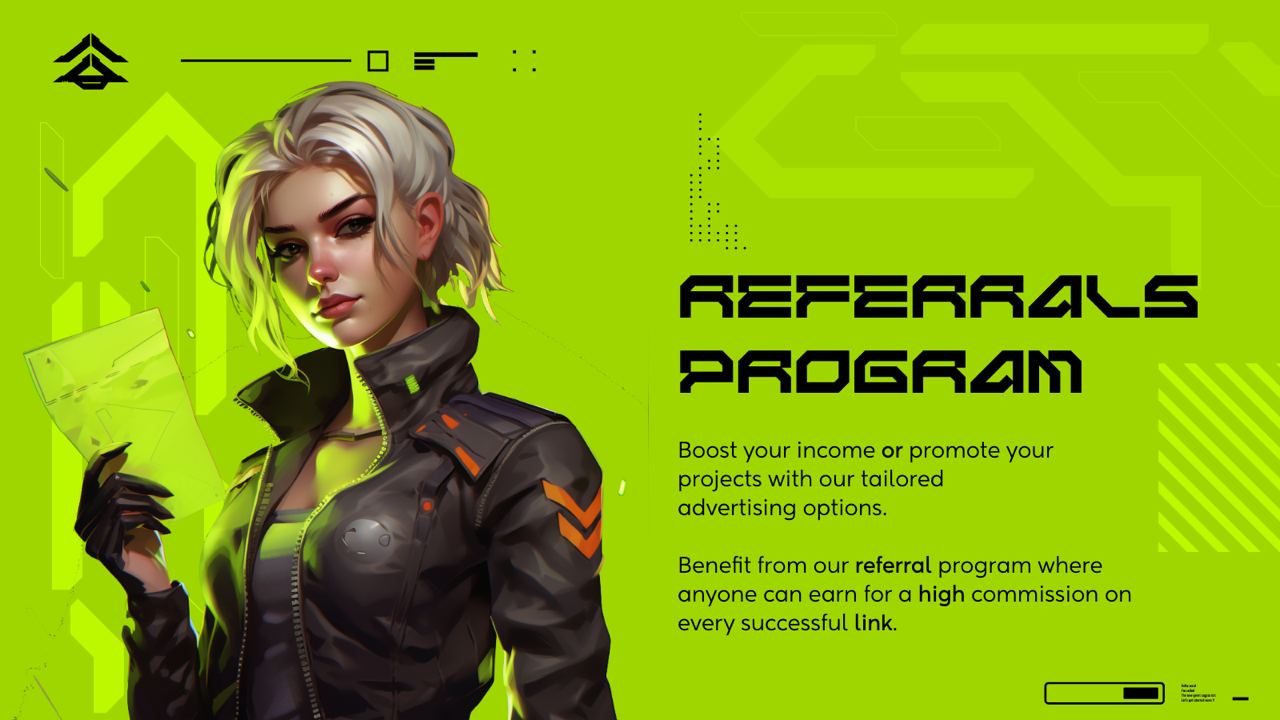 REFERRALS
PROGRAM
Boost your income or promote your
projects with our tailored
advertising options.
Benefit from our referral program where
anyone can earn for a high commission on
every successful link.